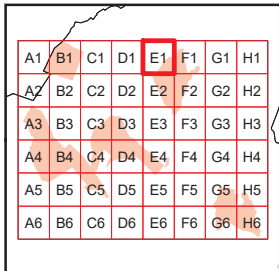 A1 B1 C1 D1 E1 F1 G1 H1
A2 B2 C2 D2 E2 F2 G2 H2
A3 B3 C3 D3 E3 F3 G3 H3
A4 B4 C4 D4 E4 F4 G4 H4
A5 B5 C5 D5 E5 F5 G5 H5
A6 B6 C6 D6 E6 F6 G6 H6